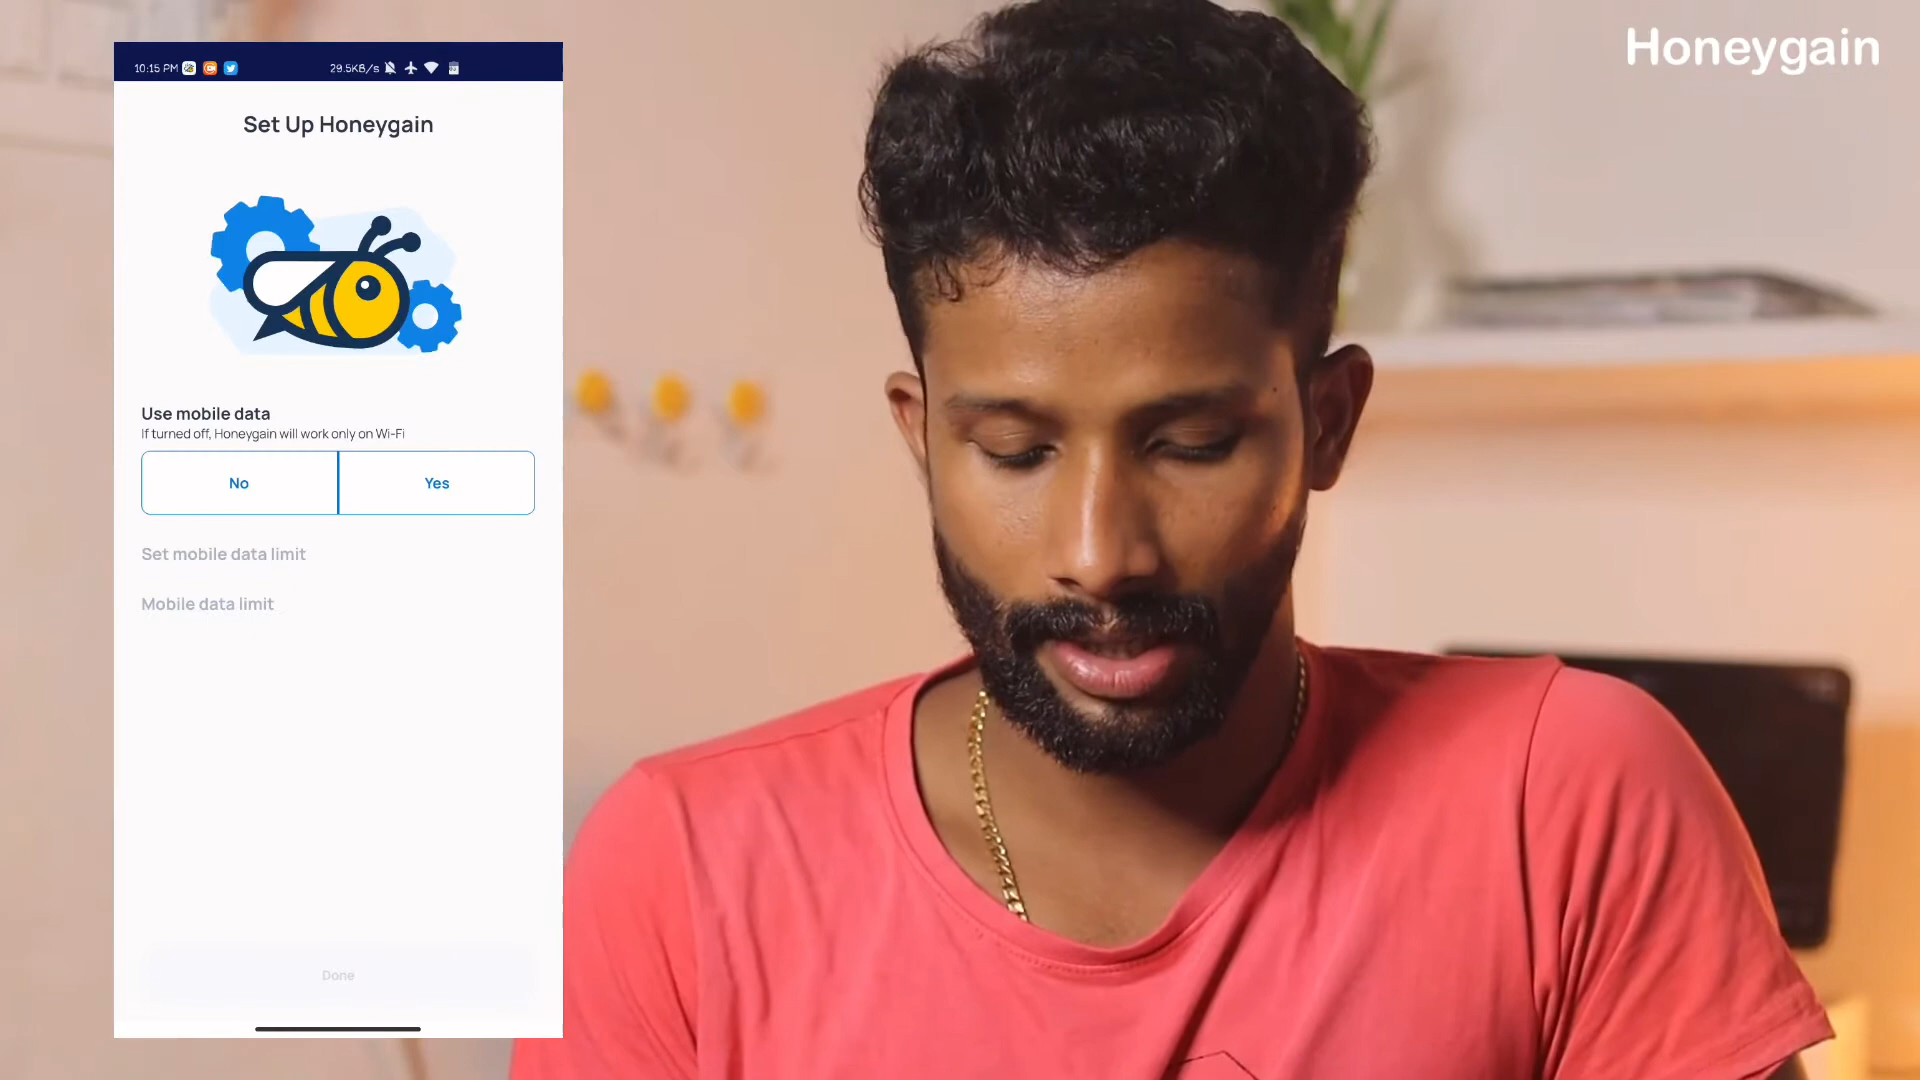 Honeygain
10:15 PM 29.5KB/s
Set Up Honeygain
Use mobile data
If turned off, Honeygain will work only on Wi-Fi
No Yes
Set mobile data limit
Mobile data limit
Done